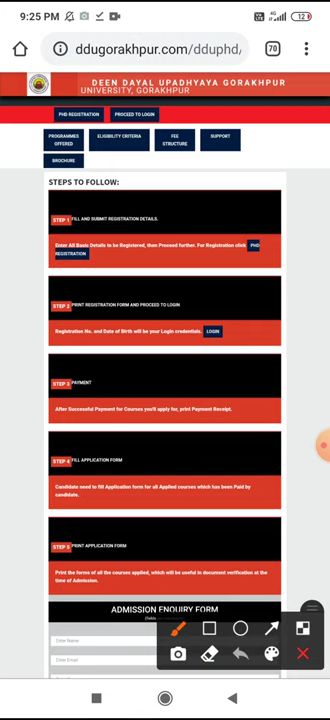 9:25 PM
4G
12
ddugorakhpur.com/dduphd/
70
DEEN DAYAL UPADHYAYA GORAKHPUR
UNIVERSITY, GORAKHPUR
PHD REGISTRATION
PROCEED TO LOGIN
PROGRAMMES OFFERED
ELIGIBILITY CRITERIA
FEE STRUCTURE
SUPPORT
BROCHURE
STEPS TO FOLLOW:
STEP 1 FILL AND SUBMIT REGISTRATION DETAILS.
Enter All Basic Details to be Registered, then Proceed further. For Registration click PHD
REGISTRATION
STEP 2 PRINT REGISTRATION FORM AND PROCEED TO LOGIN
Registration No. and Date of Birth will be your Login credentials. LOGIN
STEP 3 PAYMENT
After Successful Payment for Courses you'll apply for, print Payment Receipt.
STEP 4 FILL APPLICATION FORM
Candidate need to fill Application form for all Applied courses which has been Paid by
candidate.
STEP 5 PRINT APPLICATION FORM
Print the forms of all the courses applied, which will be useful in document verification at the
time of Admission.
ADMISSION ENQUIRY FORM
Enter Name
Enter Email